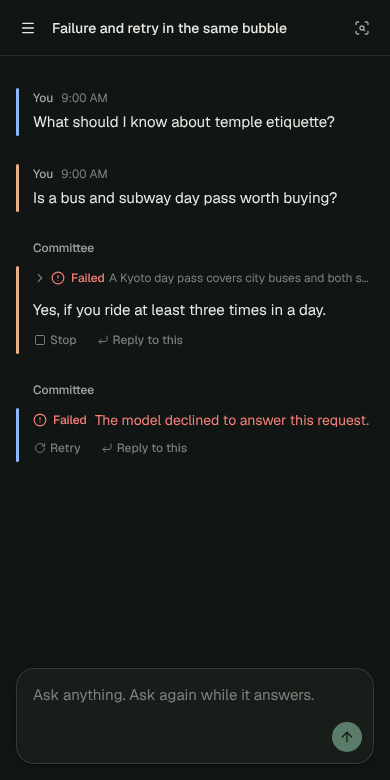 Failure and retry in the same bubble
You 9:00 AM
What should I know about temple etiquette?
You 9:00 AM
Is a bus and subway day pass worth buying?
Committee
Failed A Kyoto day pass covers city buses and both s…
Yes, if you ride at least three times in a day.
Stop Reply to this
Committee
Failed The model declined to answer this request.
Retry Reply to this
Ask anything. Ask again while it answers.